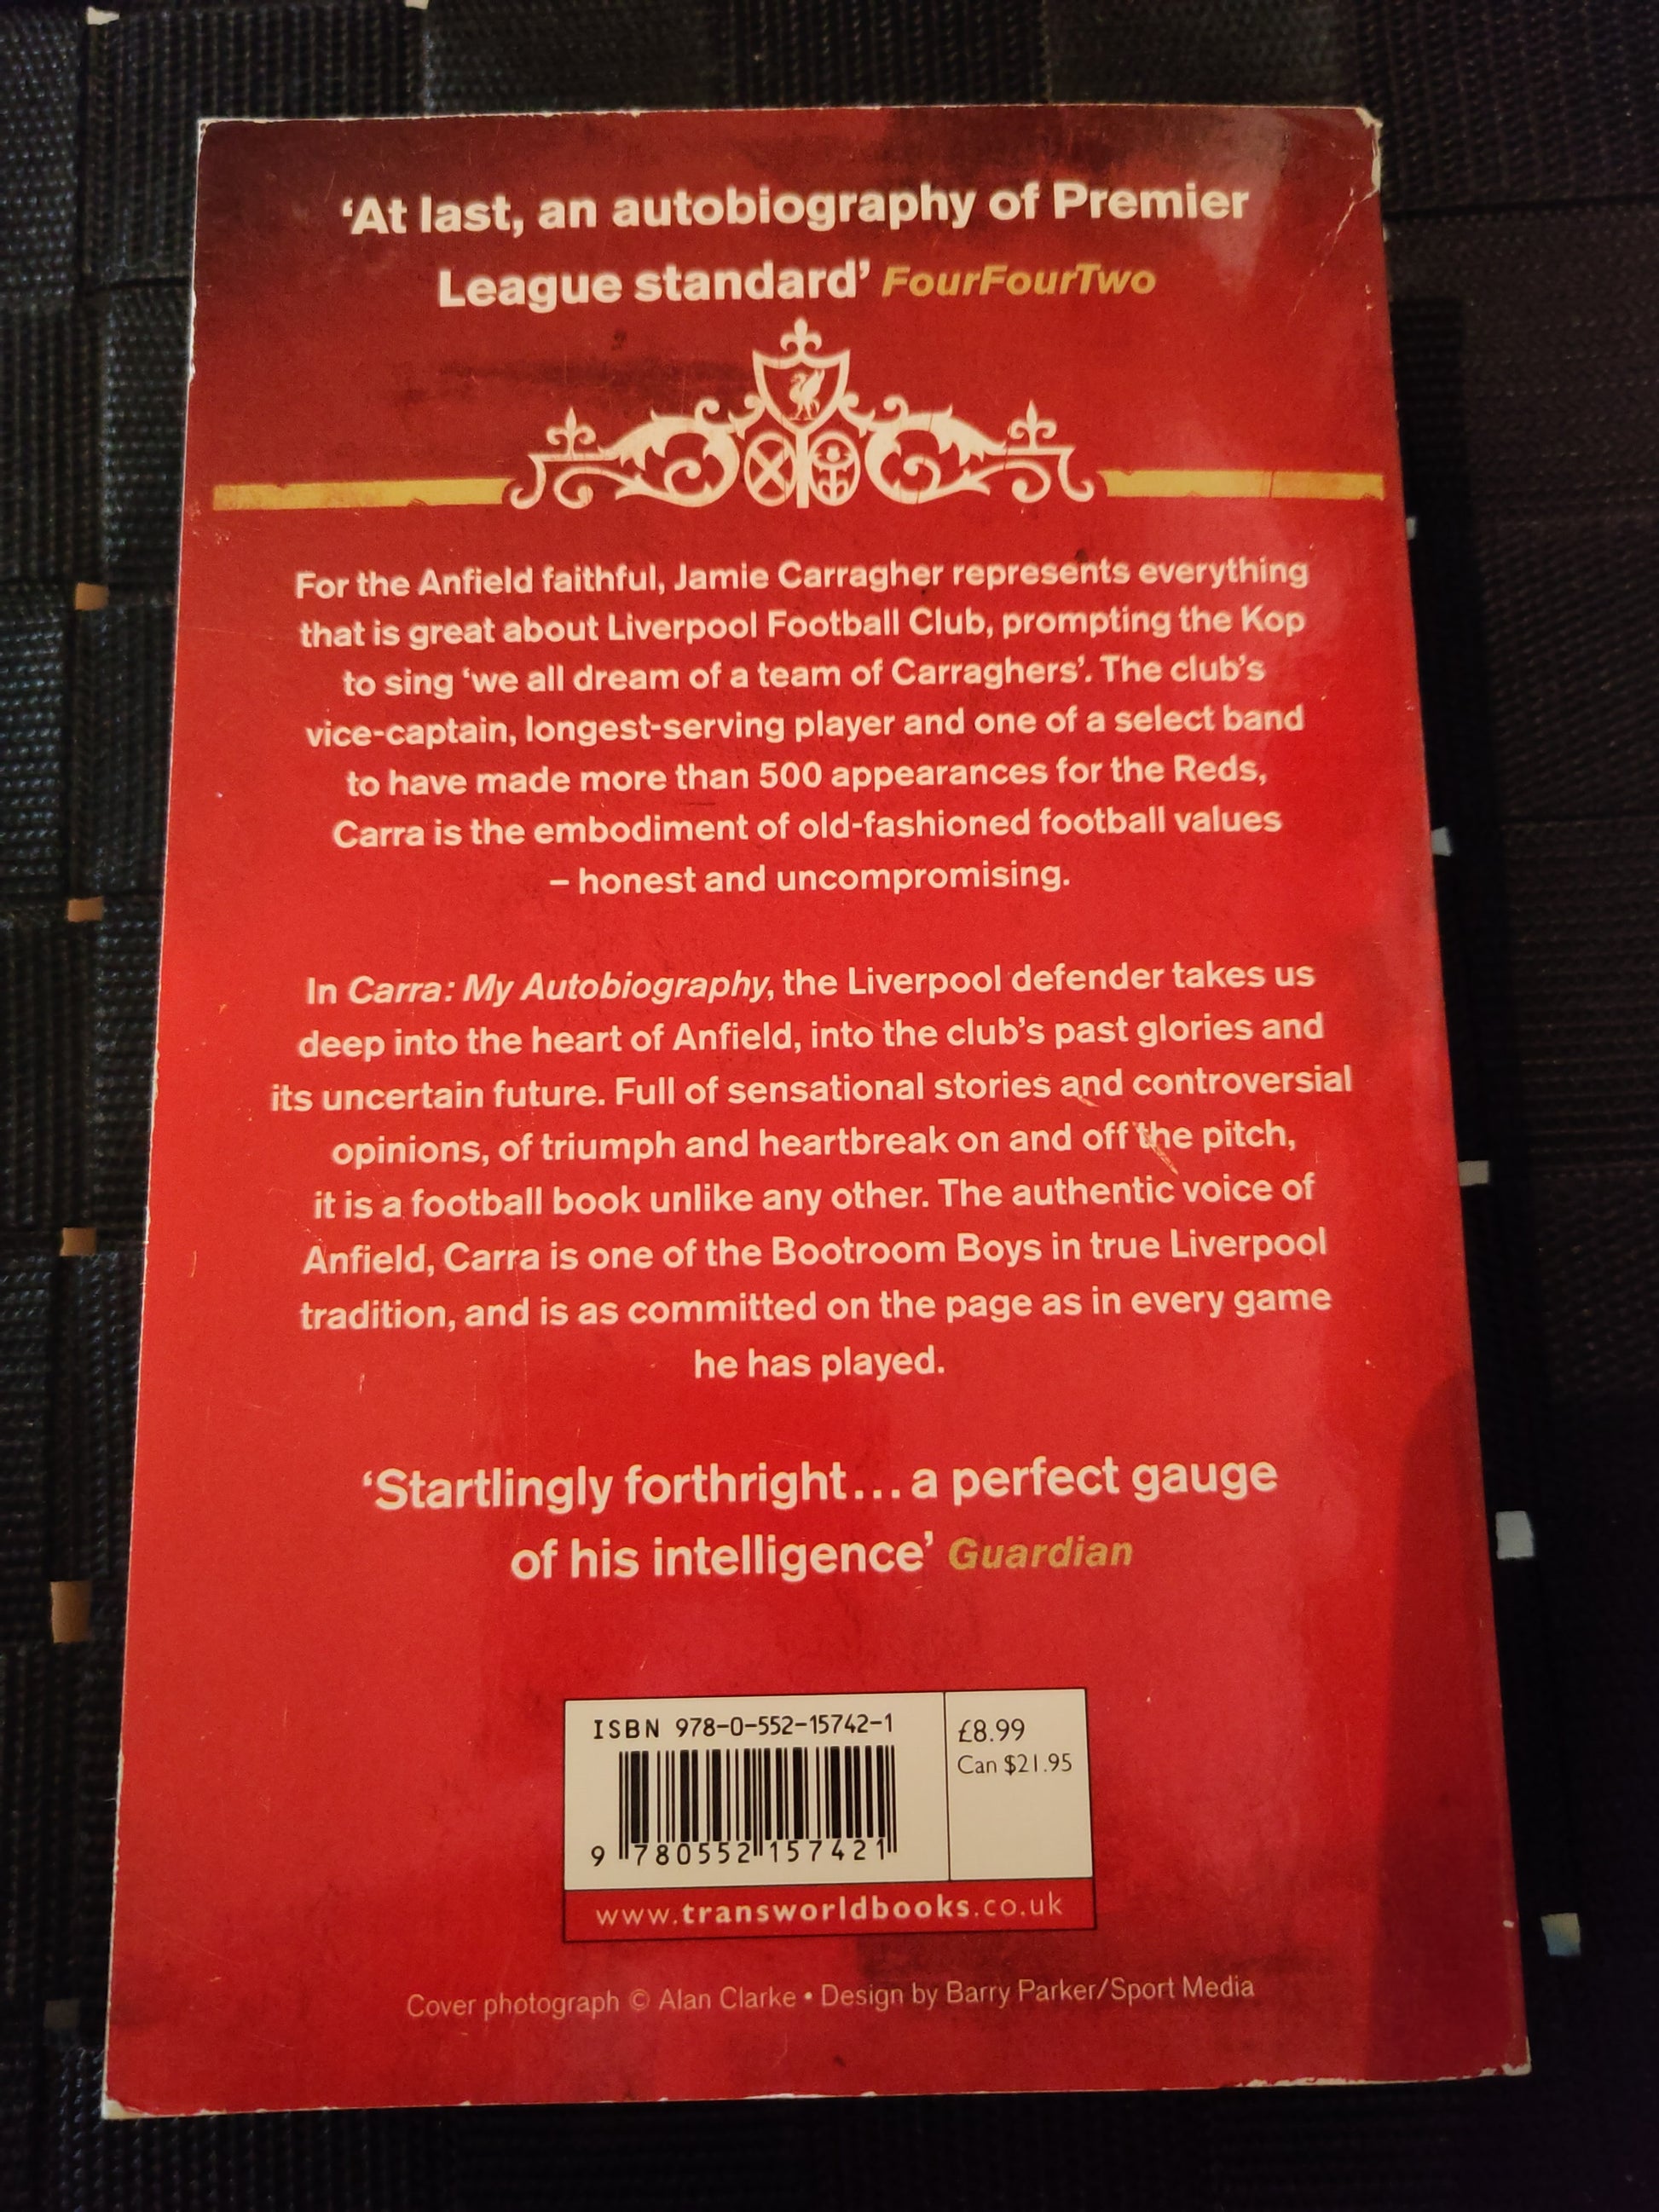 ‘At last, an autobiography of Premier
League standard’ FourFourTwo
For the Anfield faithful, Jamie Carragher represents everything
that is great about Liverpool Football Club, prompting the Kop
to sing ‘we all dream of a team of Carraghers’. The club’s
vice-captain, longest-serving player and one of a select band
to have made more than 500 appearances for the Reds,
Carra is the embodiment of old-fashioned football values
– honest and uncompromising.
In Carra: My Autobiography, the Liverpool defender takes us
deep into the heart of Anfield, into the club’s past glories and
its uncertain future. Full of sensational stories and controversial
opinions, of triumph and heartbreak on and off the pitch,
it is a football book unlike any other. The authentic voice of
Anfield, Carra is one of the Bootroom Boys in true Liverpool
tradition, and is as committed on the page as in every game
he has played.
‘Startlingly forthright... a perfect gauge
of his intelligence’ Guardian
ISBN 978-0-552-15742-1
£8.99
Can $21.95
9 780552 157421
www.transworldbooks.co.uk
Cover photograph © Alan Clarke • Design by Barry Parker/Sport Media